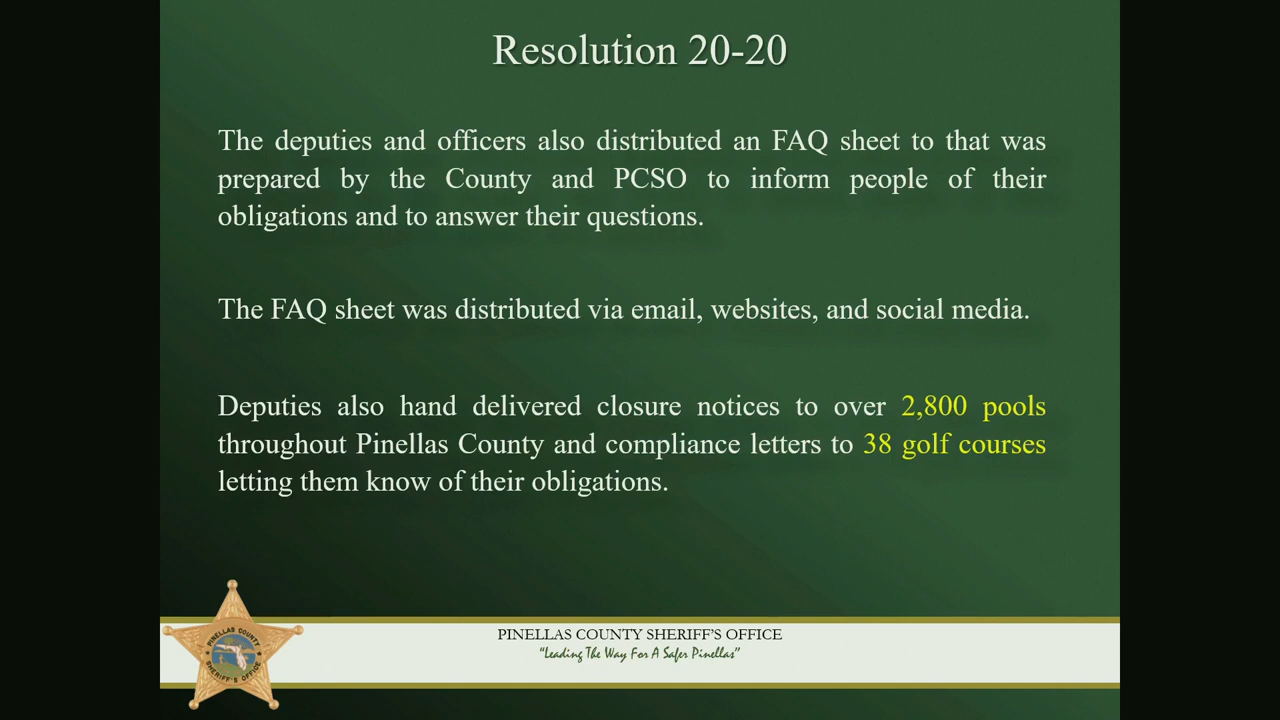 Resolution 20-20
The deputies and officers also distributed an FAQ sheet to that was
prepared by the County and PCSO to inform people of their
obligations and to answer their questions.
The FAQ sheet was distributed via email, websites, and social media.
Deputies also hand delivered closure notices to over 2,800 pools
throughout Pinellas County and compliance letters to 38 golf courses
letting them know of their obligations.
PINELLAS COUNTY SHERIFF'S OFFICE
"Leading The Way For A Safer Pinellas"
PINELLAS COUNTY
SHERIFF'S OFFICE